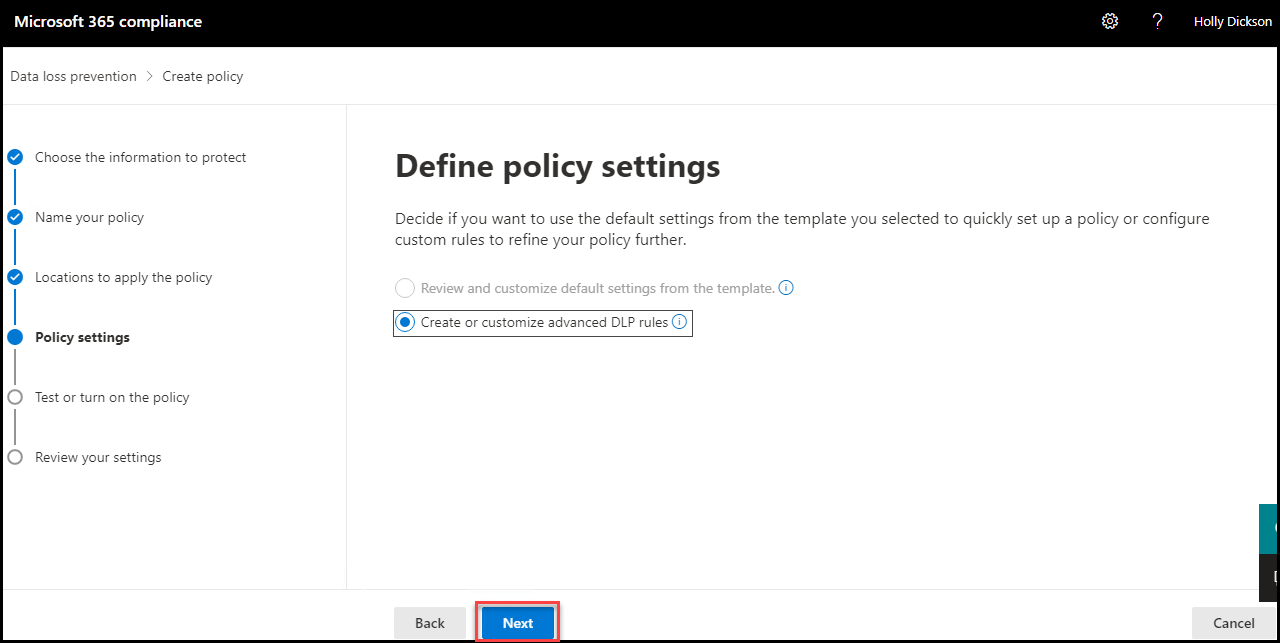 Microsoft 365 compliance
? Holly Dickson
Data loss prevention > Create policy
Choose the information to protect
Name your policy
Locations to apply the policy
Policy settings
Test or turn on the policy
Review your settings
Define policy settings
Decide if you want to use the default settings from the template you selected to quickly set up a policy or configure
custom rules to refine your policy further.
Review and customize default settings from the template.
Create or customize advanced DLP rules
Back
Next
Cancel